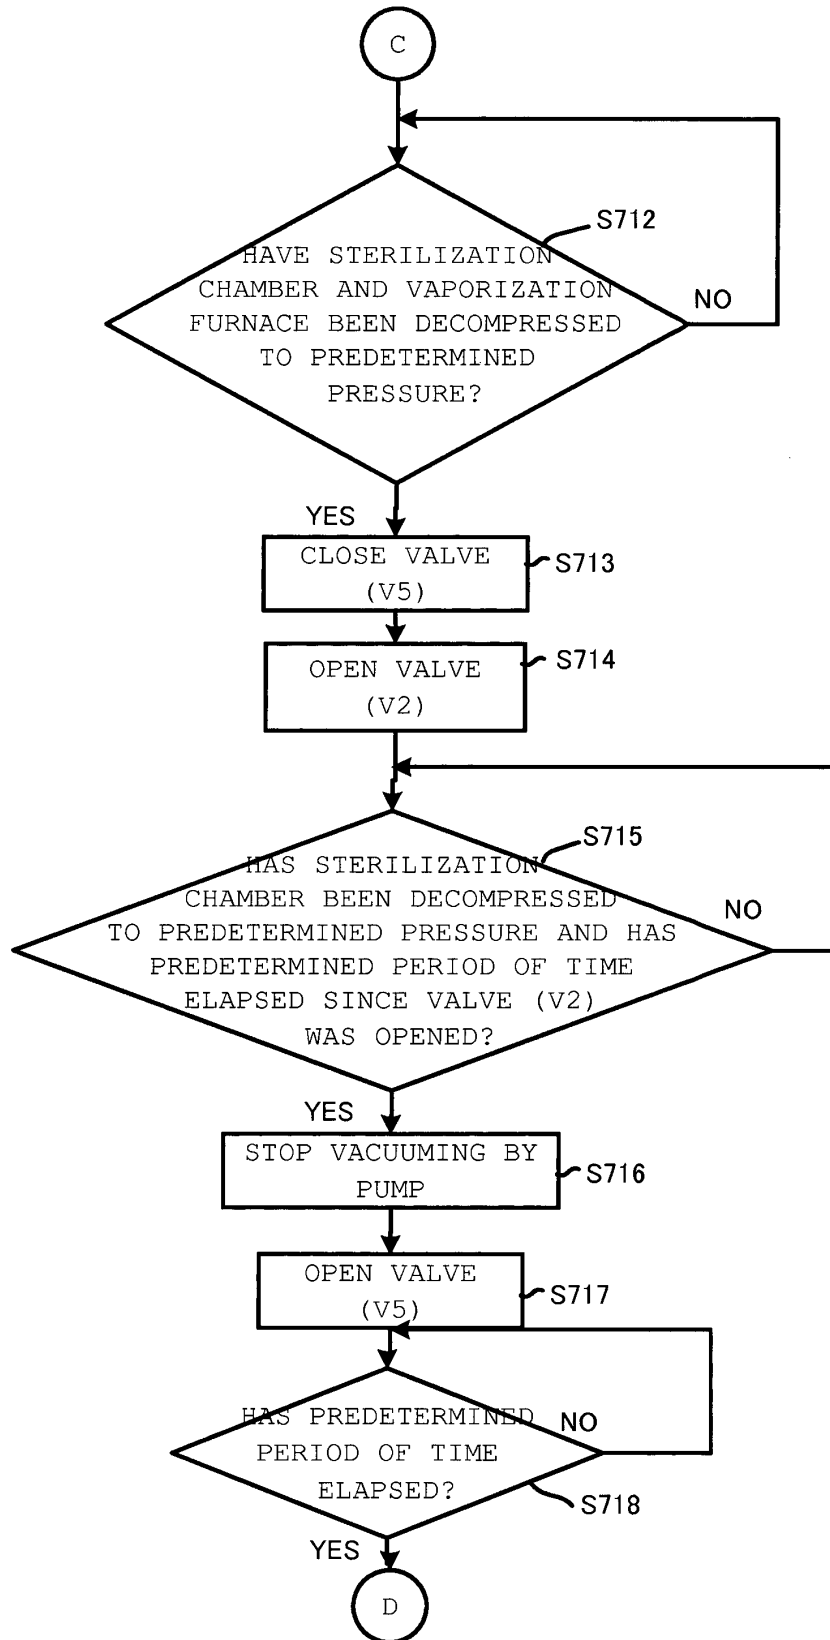 C
S712
HAVE STERILIZATION
CHAMBER AND VAPORIZATION
FURNACE BEEN DECOMPRESSED
TO PREDETERMINED
PRESSURE?
NO
YES
CLOSE VALVE
(V5)
S713
OPEN VALVE
(V2)
S714
S715
HAS STERILIZATION
CHAMBER BEEN DECOMPRESSED
TO PREDETERMINED PRESSURE AND HAS
PREDETERMINED PERIOD OF TIME
ELAPSED SINCE VALVE (V2)
WAS OPENED?
NO
YES
STOP VACUUMING BY
PUMP
S716
OPEN VALVE
(V5)
S717
HAS PREDETERMINED
PERIOD OF TIME
ELAPSED?
NO
S718
YES
D